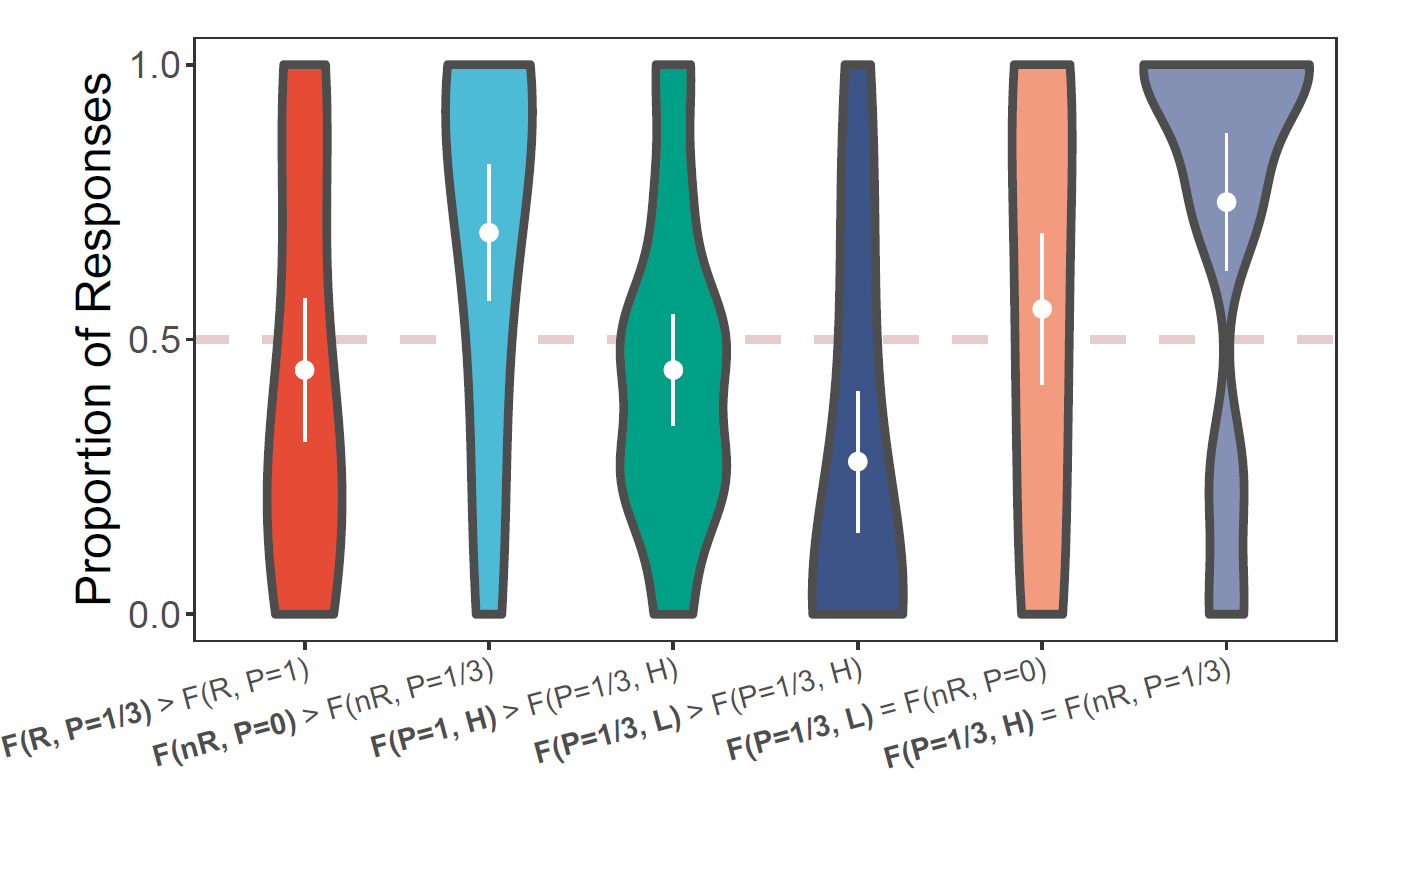 Proportion of Responses
1.0
0.5
0.0
F(R, P=1/3) > F(R, P=1)
F(nR, P=0) > F(nR, P=1/3)
F(P=1, H) > F(P=1/3, H)
F(P=1/3, L) > F(P=1/3, H)
F(P=1/3, L) = F(nR, P=0)
F(P=1/3, H) = F(nR, P=1/3)